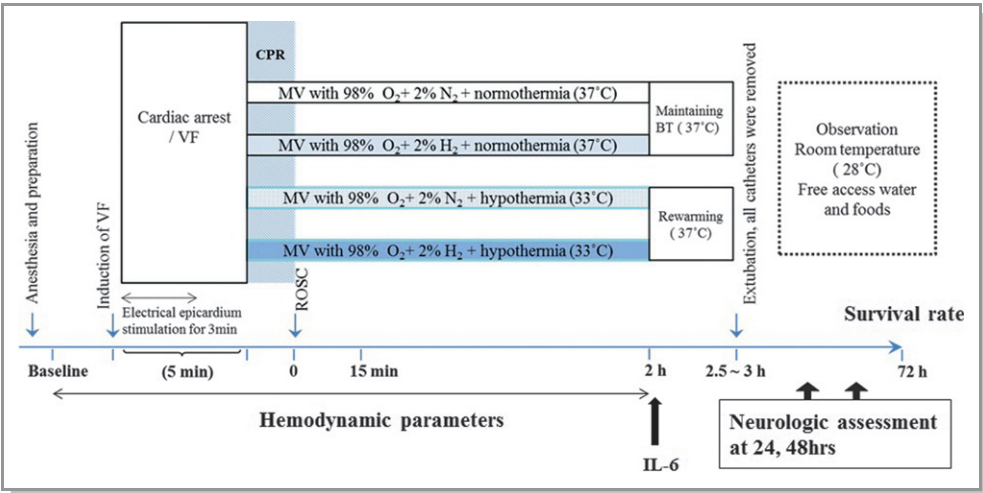 CPR
MV with 98% O₂+ 2% N₂ + normothermia (37˚C)
Cardiac arrest
/ VF
Maintaining
BT ( 37˚C)
MV with 98% O₂+ 2% H₂ + normothermia (37˚C)
MV with 98% O₂+ 2% N₂ + hypothermia (33˚C)
Rewarming
( 37˚C)
MV with 98% O₂+ 2% H₂ + hypothermia (33˚C)
Observation
Room temperature
( 28˚C)
Free access water
and foods
Anesthesia and preparation
Induction of VF
ROSC
Extubation, all catheters were removed
Electrical epicardium
stimulation for 3min
Survival rate
Baseline
(5 min)
0
15 min
2 h
2.5 ~ 3 h
72 h
Hemodynamic parameters
IL-6
Neurologic assessment
at 24, 48hrs